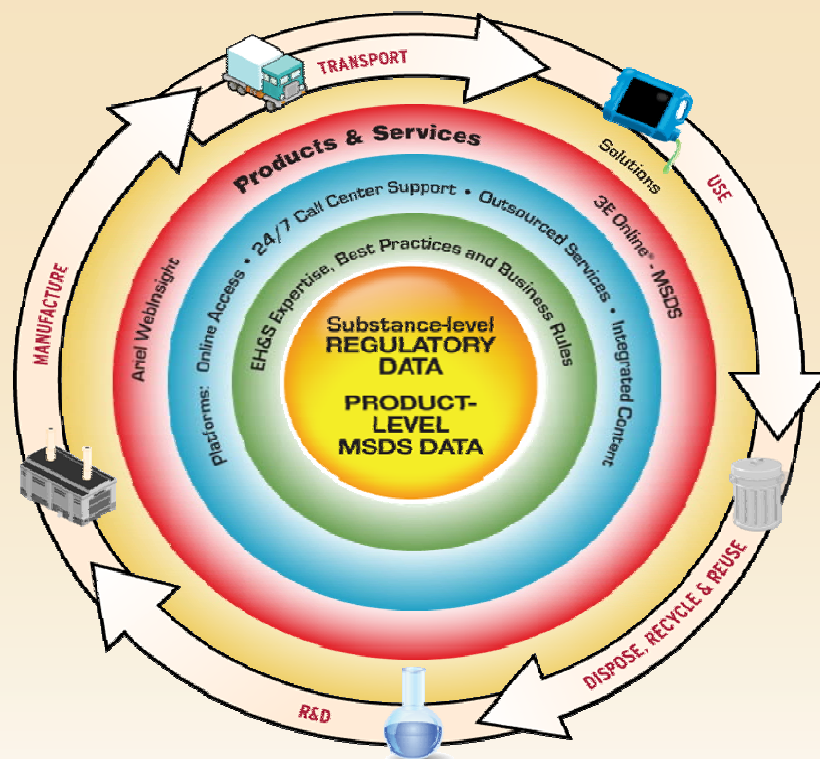 TRANSPORT
Solutions
USE
Products & Services
Ariel WebInsight
3E Online® - MSDS
Platforms: Online Access • 24/7 Call Center Support • Outsourced Services • Integrated Content
EH&S Expertise, Best Practices and Business Rules
MANUFACTURE
Substance-level
REGULATORY
DATA
PRODUCT-
LEVEL
MSDS DATA
DISPOSE, RECYCLE & REUSE
R&D